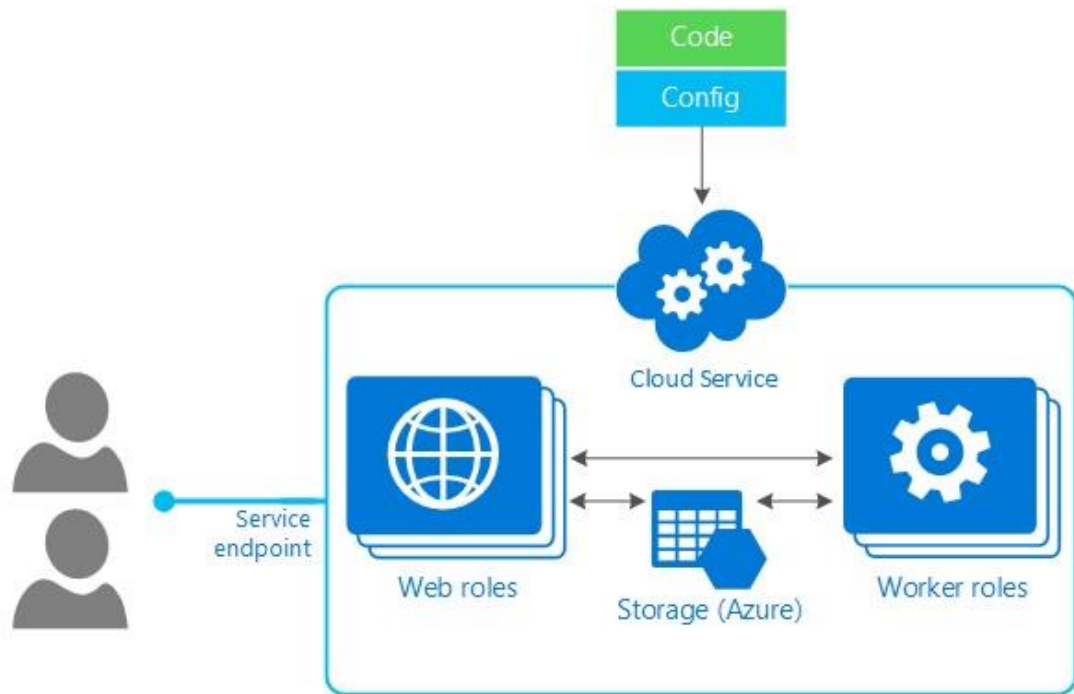 Code
Config
Cloud Service
Service
endpoint
Web roles
Storage (Azure)
Worker roles